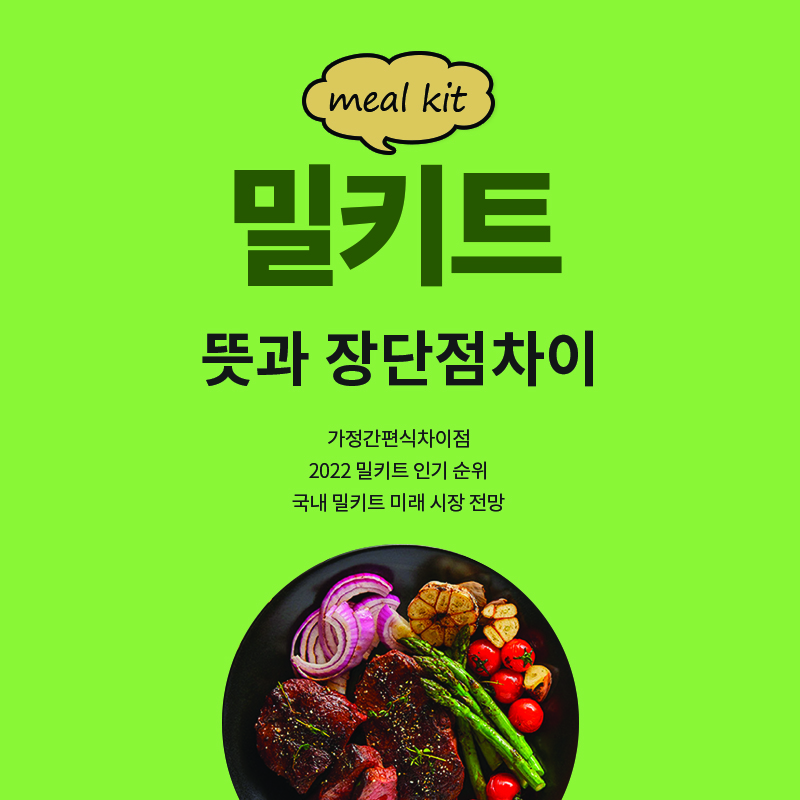 meal kit
밀키트
뜻과 장단점차이
가정간편식차이점
2022 밀키트 인기 순위
국내 밀키트 미래 시장 전망